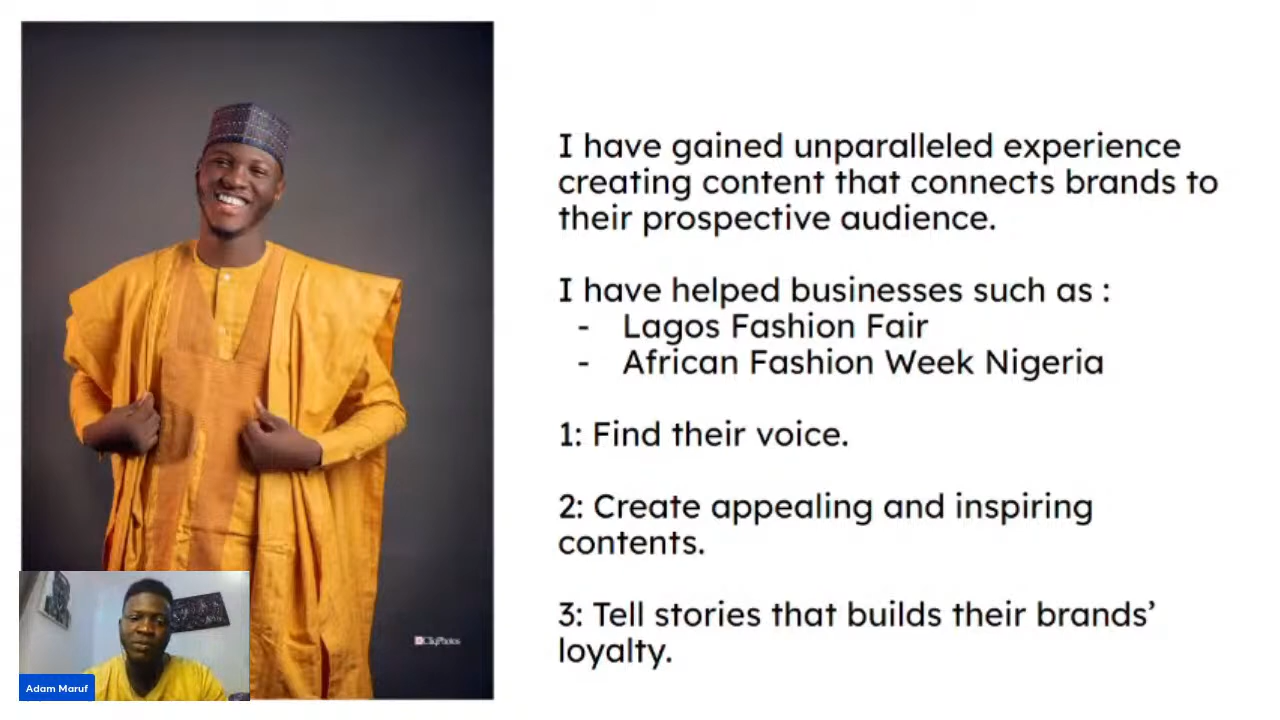 I have gained unparalleled experience
creating content that connects brands to
their prospective audience.
I have helped businesses such as :
- Lagos Fashion Fair
- African Fashion Week Nigeria
1: Find their voice.
2: Create appealing and inspiring
contents.
3: Tell stories that builds their brands’
loyalty.
Adam Maruf